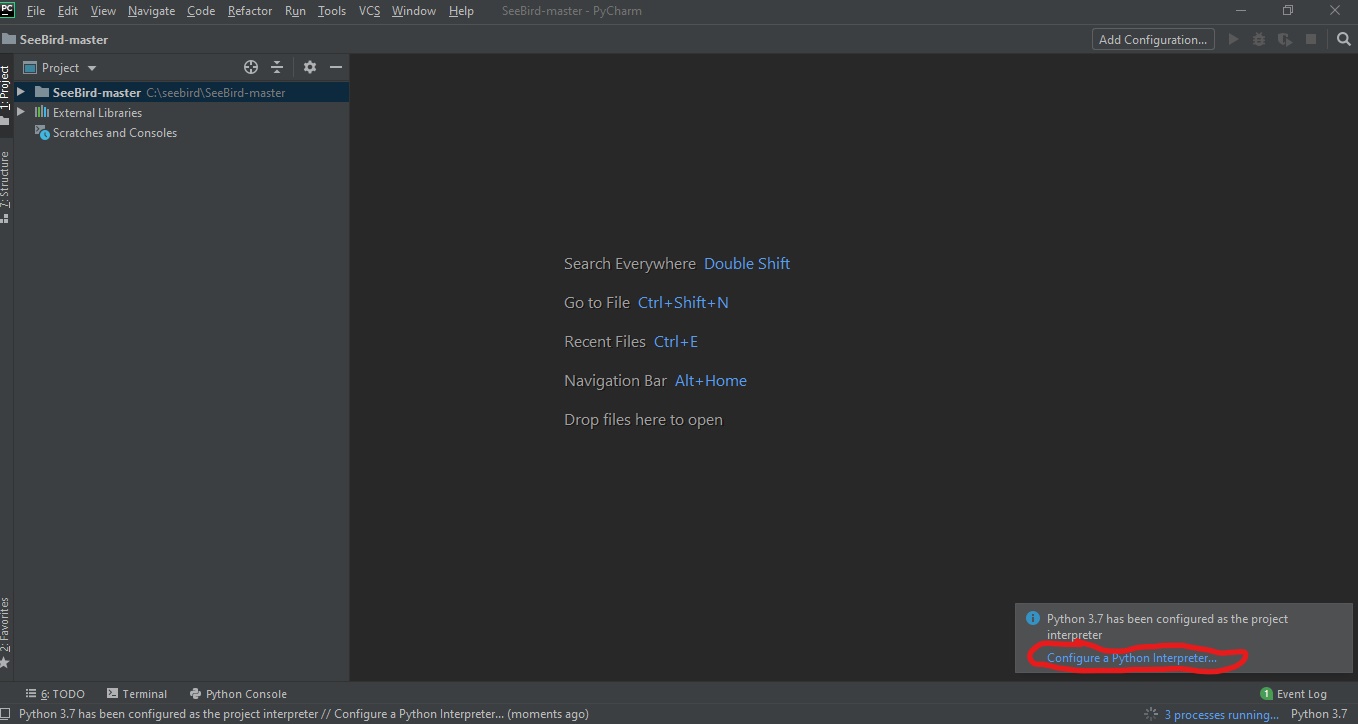 PC File Edit View Navigate Code Refactor Run Tools VCS Window Help SeeBird-master - PyCharm
SeeBird-master Add Configuration...
Project
1: Project
SeeBird-master C:\seebird\SeeBird-master
External Libraries
Scratches and Consoles
7: Structure
Search Everywhere Double Shift
Go to File Ctrl+Shift+N
Recent Files Ctrl+E
Navigation Bar Alt+Home
Drop files here to open
2: Favorites
Python 3.7 has been configured as the project
interpreter
Configure a Python Interpreter...
6: TODO Terminal Python Console 1 Event Log
Python 3.7 has been configured as the project interpreter // Configure a Python Interpreter... (moments ago) 3 processes running... Python 3.7